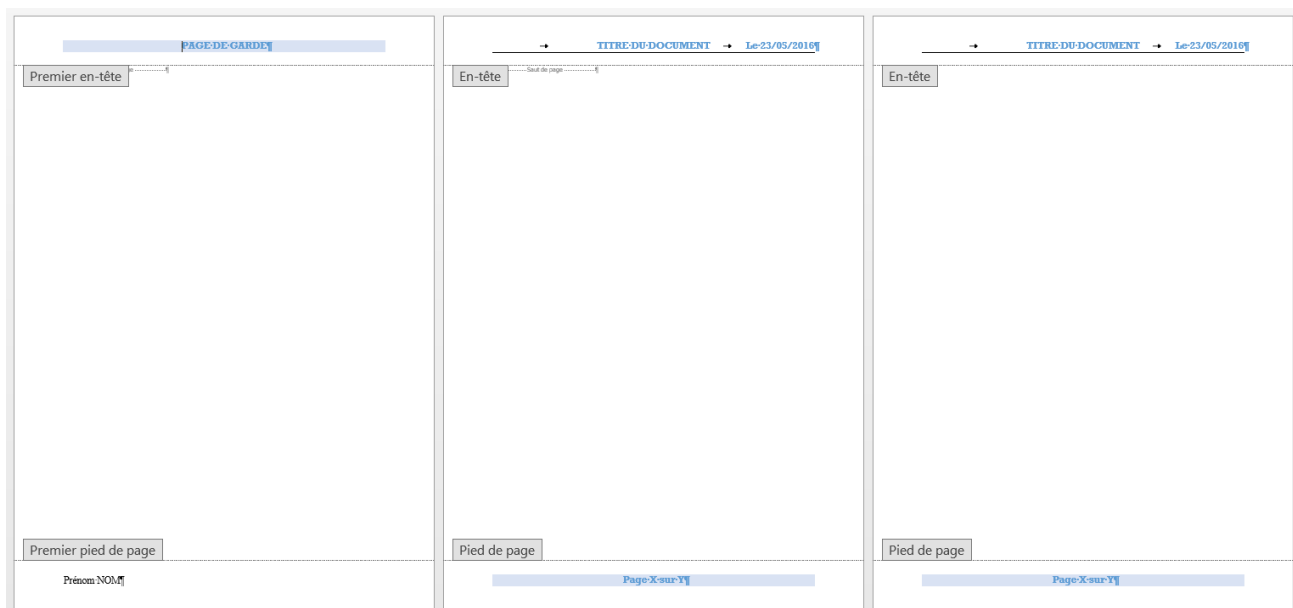 PAGE·DE·GARDE¶
Premier en-tête
¶
Premier pied de page
Prénom·NOM¶
→ TITRE·DU·DOCUMENT → Le·23/05/2016¶
En-tête
Saut de page ¶
Pied de page
Page·X·sur·Y¶
→ TITRE·DU·DOCUMENT → Le·23/05/2016¶
En-tête
Pied de page
Page·X·sur·Y¶